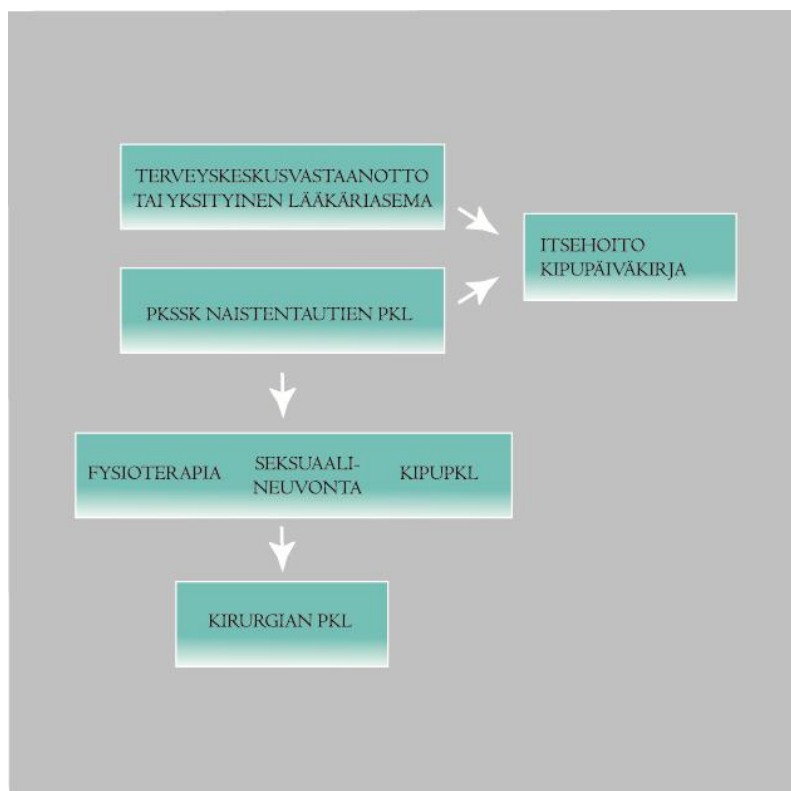 TERVEYSKESKUSVASTAANOTTO
TAI YKSITYINEN LÄÄKÄRIASEMA
ITSEHOITO
KIPUPÄIVÄKIRJA
PKSSK NAISTENTAUTIEN PKL
FYSIOTERAPIA
SEKSUAALI-
NEUVONTA
KIPUPKL
KIRURGIAN PKL